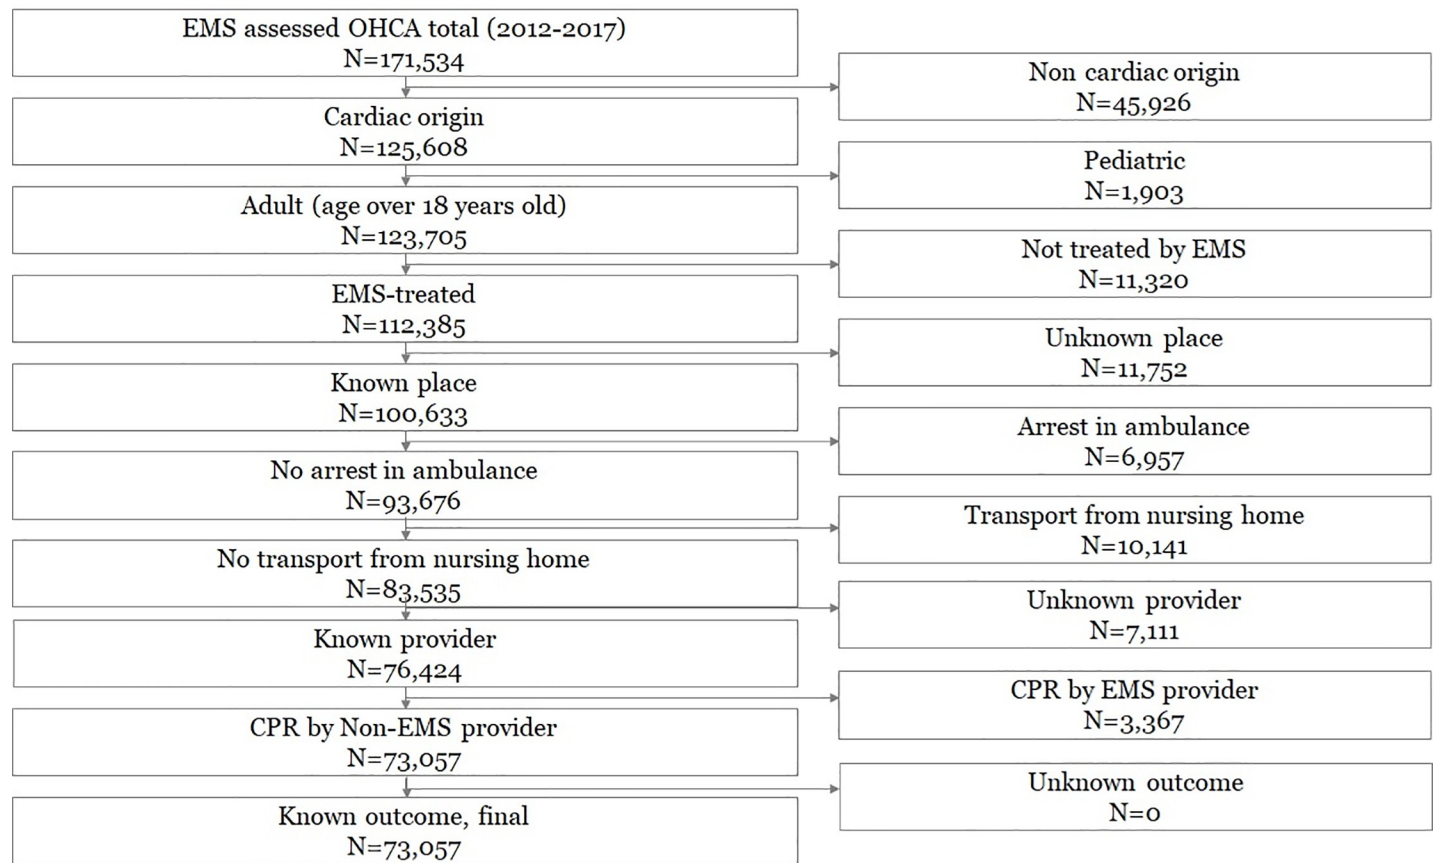 EMS assessed OHCA total (2012-2017)
N=171,534
Non cardiac origin
N=45,926
Cardiac origin
N=125,608
Pediatric
N=1,903
Adult (age over 18 years old)
N=123,705
Not treated by EMS
N=11,320
EMS-treated
N=112,385
Unknown place
N=11,752
Known place
N=100,633
Arrest in ambulance
N=6,957
No arrest in ambulance
N=93,676
Transport from nursing home
N=10,141
No transport from nursing home
N=83,535
Unknown provider
N=7,111
Known provider
N=76,424
CPR by EMS provider
N=3,367
CPR by Non-EMS provider
N=73,057
Unknown outcome
N=0
Known outcome, final
N=73,057